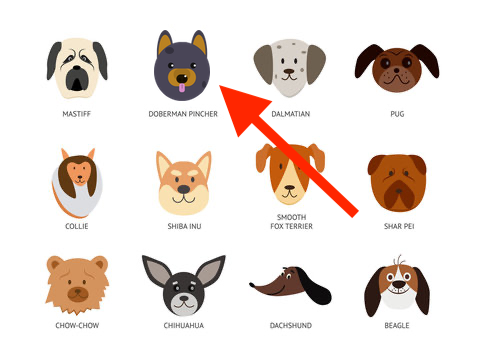 MASTIFF
DOBERMAN PINCHER
DALMATIAN
PUG
COLLIE
SHIBA INU
SMOOTH
FOX TERRIER
SHAR PEI
CHOW-CHOW
CHIHUAHUA
DACHSHUND
BEAGLE